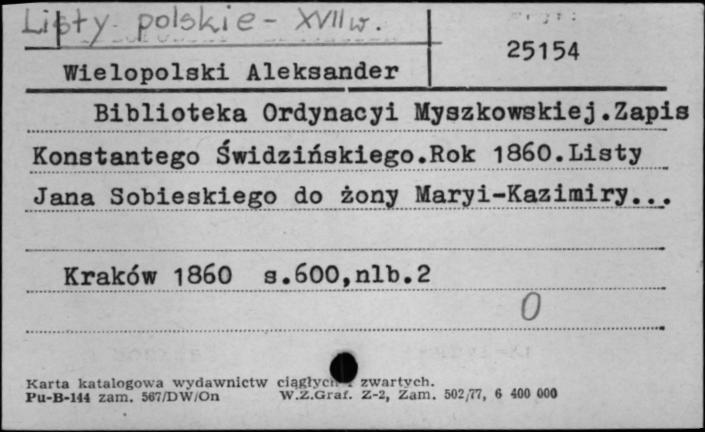 Listy polskie - XVII w.
25154
Wielopolski Aleksander
Biblioteka Ordynacyi Myszkowskiej.Zapis
Konstantego Świdzińskiego.Rok 1860.Listy
Jana Sobieskiego do żony Maryi-Kazimiry...
Kraków 1860 s.600,nlb.2
0
Karta katalogowa wydawnictw ciągłych i zwartych.
Pu-B-144 zam. 567/DW/On W.Z.Graf. Z-2, Zam. 502/77, 6 400 000